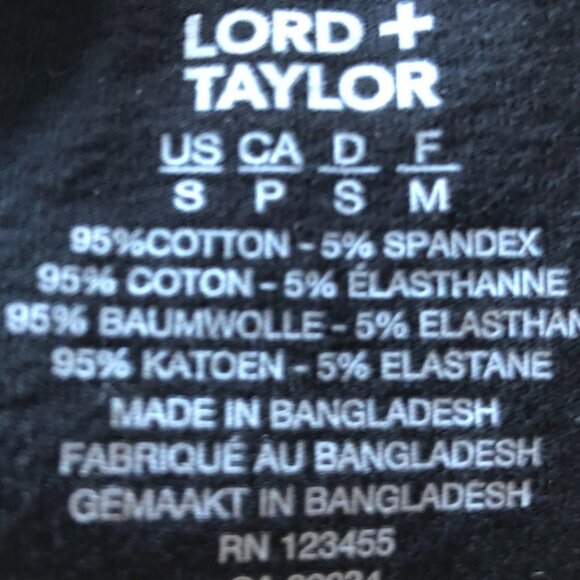 LORD +
TAYLOR
US CA D F
S P S M
95%COTTON - 5% SPANDEX
95% COTON - 5% ÉLASTHANNE
95% BAUMWOLLE - 5% ELASTHAN
95% KATOEN - 5% ELASTANE
MADE IN BANGLADESH
FABRIQUÉ AU BANGLADESH
GEMAAKT IN BANGLADESH
RN 123455